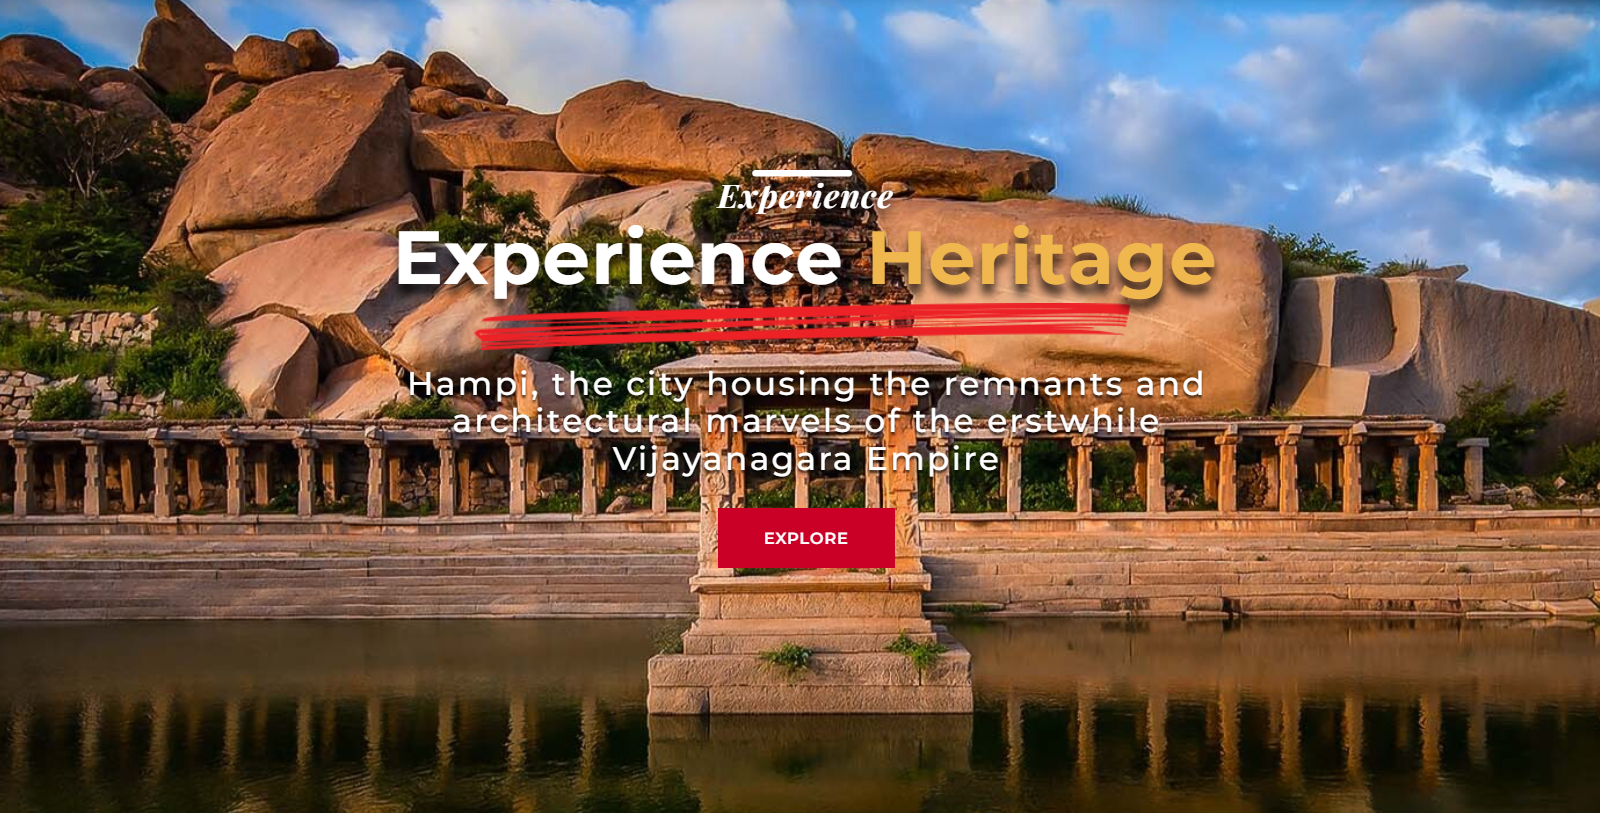 Experience
Experience Heritage
Hampi, the city housing the remnants and
architectural marvels of the erstwhile
Vijayanagara Empire
EXPLORE